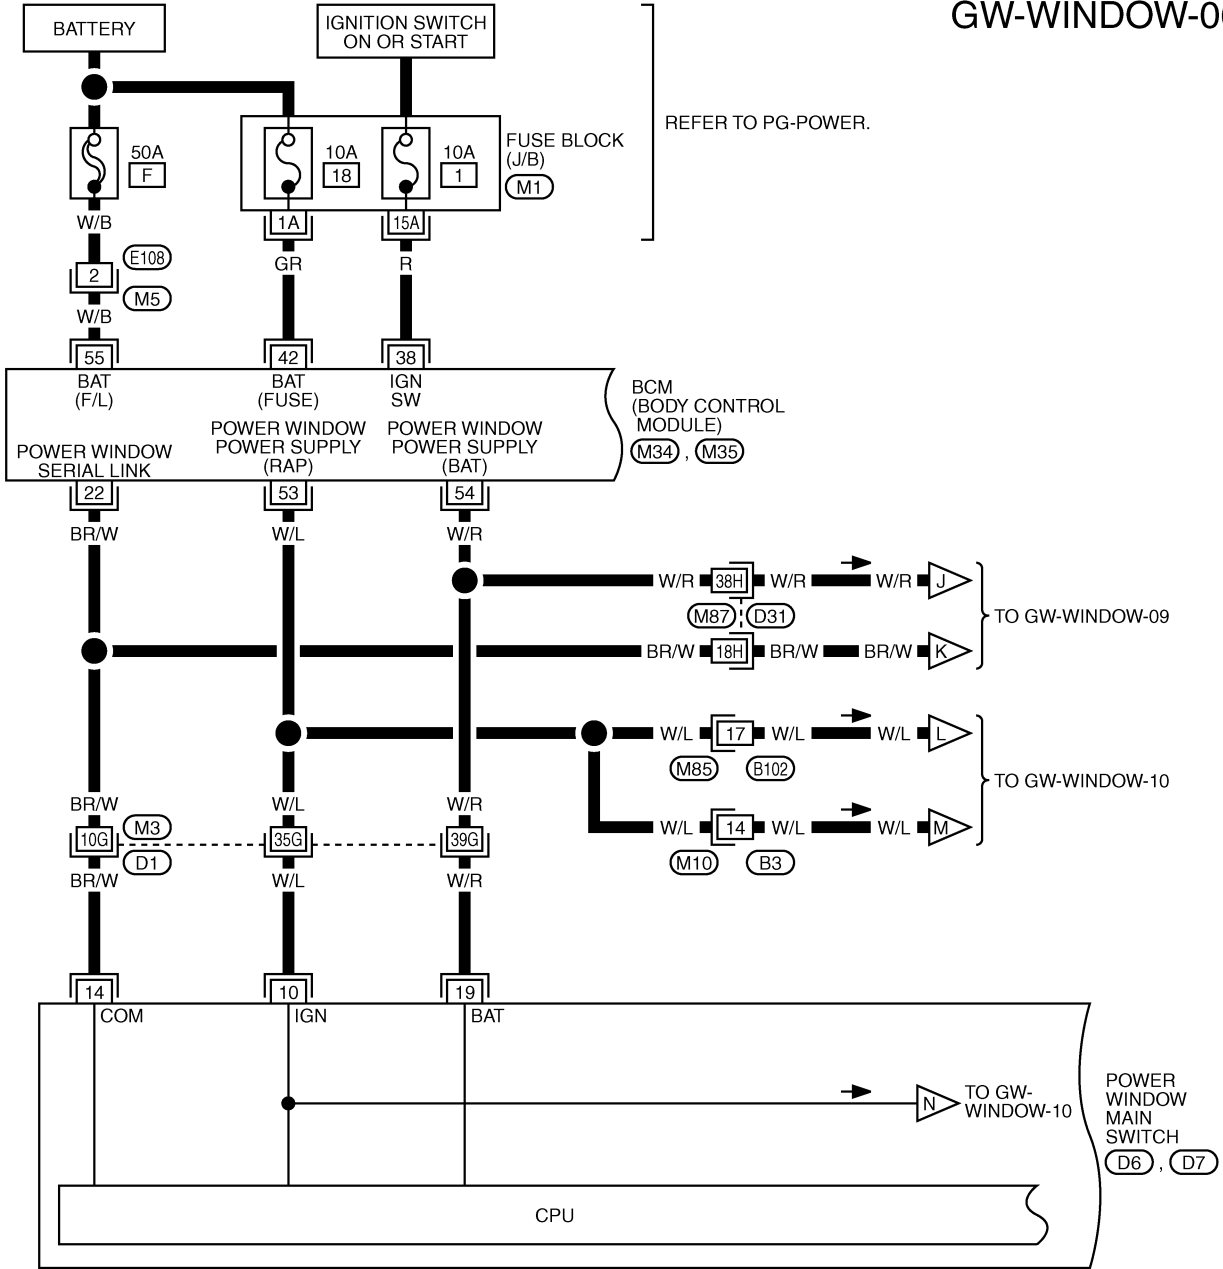 GW-WINDOW-0
BATTERY
IGNITION SWITCH
ON OR START
REFER TO PG-POWER.
50A
F
10A
18
10A
1
FUSE BLOCK
(J/B)
M1
1A
15A
W/B
GR
R
2
E108
M5
W/B
55
42
38
BAT
(F/L)
BAT
(FUSE)
IGN
SW
BCM
(BODY CONTROL
MODULE)
M34 , M35
POWER WINDOW
SERIAL LINK
POWER WINDOW
POWER SUPPLY
(RAP)
POWER WINDOW
POWER SUPPLY
(BAT)
22
53
54
BR/W
W/L
W/R
W/R
38H
W/R
W/R
J
M87
D31
TO GW-WINDOW-09
BR/W
18H
BR/W
BR/W
K
W/L
17
W/L
W/L
L
M85
B102
TO GW-WINDOW-10
W/L
14
W/L
W/L
M
M10
B3
BR/W
W/L
W/R
10G
M3
D1
35G
39G
BR/W
W/L
W/R
14
10
19
COM
IGN
BAT
N
TO GW-
WINDOW-10
POWER
WINDOW
MAIN
SWITCH
D6 , D7
CPU